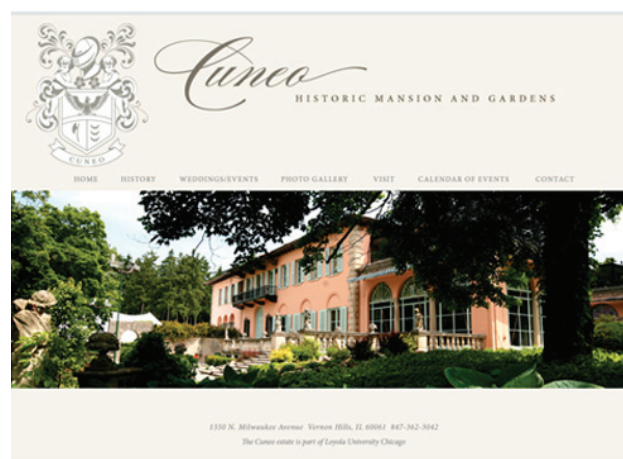 Cuneo
HISTORIC MANSION AND GARDENS
CUNEO
HOME HISTORY WEDDINGS/EVENTS PHOTO GALLERY VISIT CALENDAR OF EVENTS CONTACT
1350 N. Milwaukee Avenue Vernon Hills, IL 60061 847-362-3042
The Cuneo estate is part of Loyola University Chicago